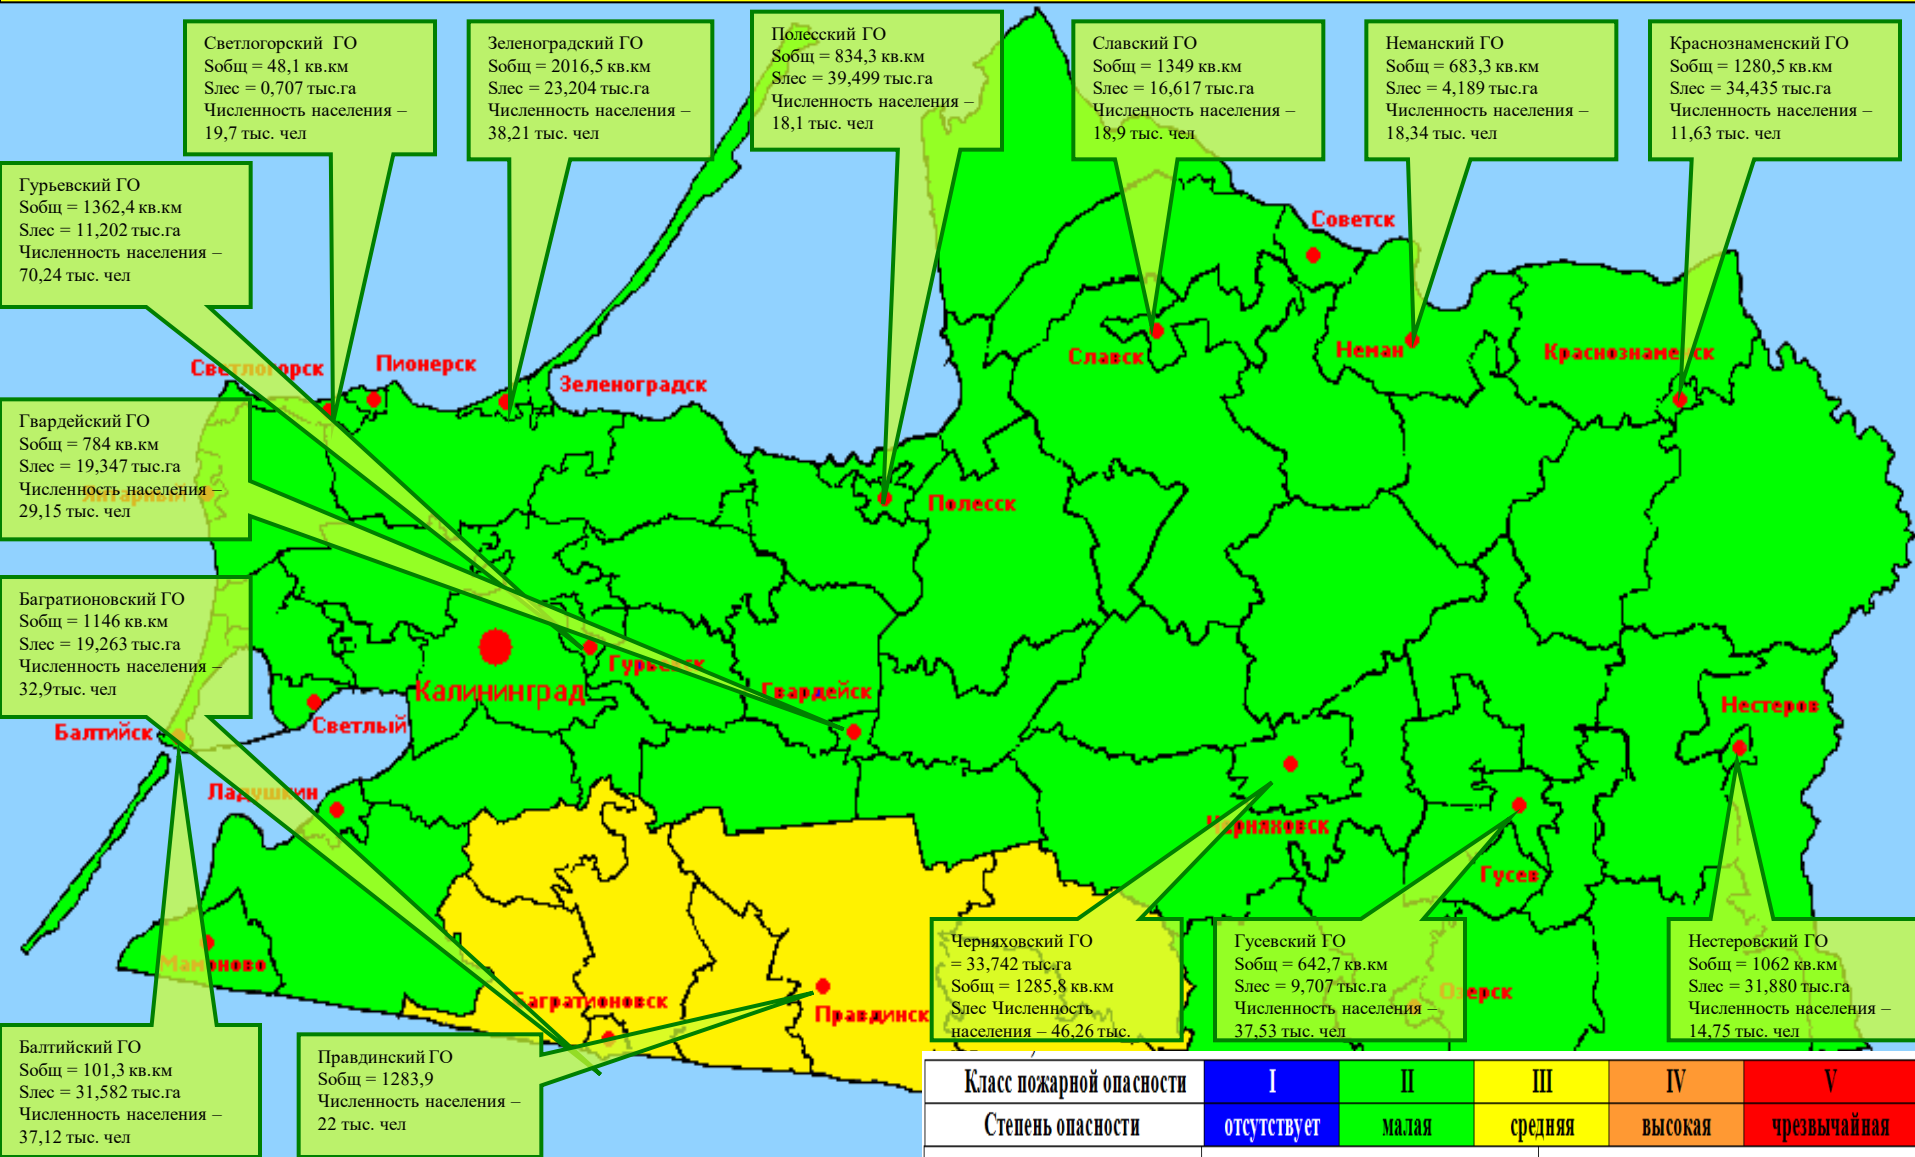 Светлогорский ГО
Sобщ = 48,1 кв.км
Sлес = 0,707 тыс.га
Численность населения –
19,7 тыс. чел
Зеленоградский ГО
Sобщ = 2016,5 кв.км
Sлес = 23,204 тыс.га
Численность населения –
38,21 тыс. чел
Полесский ГО
Sобщ = 834,3 кв.км
Sлес = 39,499 тыс.га
Численность населения –
18,1 тыс. чел
Славский ГО
Sобщ = 1349 кв.км
Sлес = 16,617 тыс.га
Численность населения –
18,9 тыс. чел
Неманский ГО
Sобщ = 683,3 кв.км
Sлес = 4,189 тыс.га
Численность населения –
18,34 тыс. чел
Краснознаменский ГО
Sобщ = 1280,5 кв.км
Sлес = 34,435 тыс.га
Численность населения –
11,63 тыс. чел
Гурьевский ГО
Sобщ = 1362,4 кв.км
Sлес = 11,202 тыс.га
Численность населения –
70,24 тыс. чел
Советск
Славск
Неман
Краснознаменск
Светлогорск
Пионерск
Зеленоградск
Гвардейский ГО
Sобщ = 784 кв.км
Sлес = 19,347 тыс.га
Численность населения –
29,15 тыс. чел
Янтарный
Полесск
Багратионовский ГО
Sобщ = 1146 кв.км
Sлес = 19,263 тыс.га
Численность населения –
32,9тыс. чел
Гурьевск
Калининград
Гвардейск
Нестеров
Балтийск
Светлый
Ладушкин
Черняховск
Гусев
Мамоново
Багратионовск
Правдинск
Озерск
Черняховский ГО
= 33,742 тыс.га
Sобщ = 1285,8 кв.км
Sлес Численность
населения – 46,26 тыс.
Гусевский ГО
Sобщ = 642,7 кв.км
Sлес = 9,707 тыс.га
Численность населения –
37,53 тыс. чел
Нестеровский ГО
Sобщ = 1062 кв.км
Sлес = 31,880 тыс.га
Численность населения –
14,75 тыс. чел
Балтийский ГО
Sобщ = 101,3 кв.км
Sлес = 31,582 тыс.га
Численность населения –
37,12 тыс. чел
Правдинский ГО
Sобщ = 1283,9
Численность населения –
22 тыс. чел
Класс пожарной опасности I II III IV V
Степень опасности отсутствует малая средняя высокая чрезвычайная